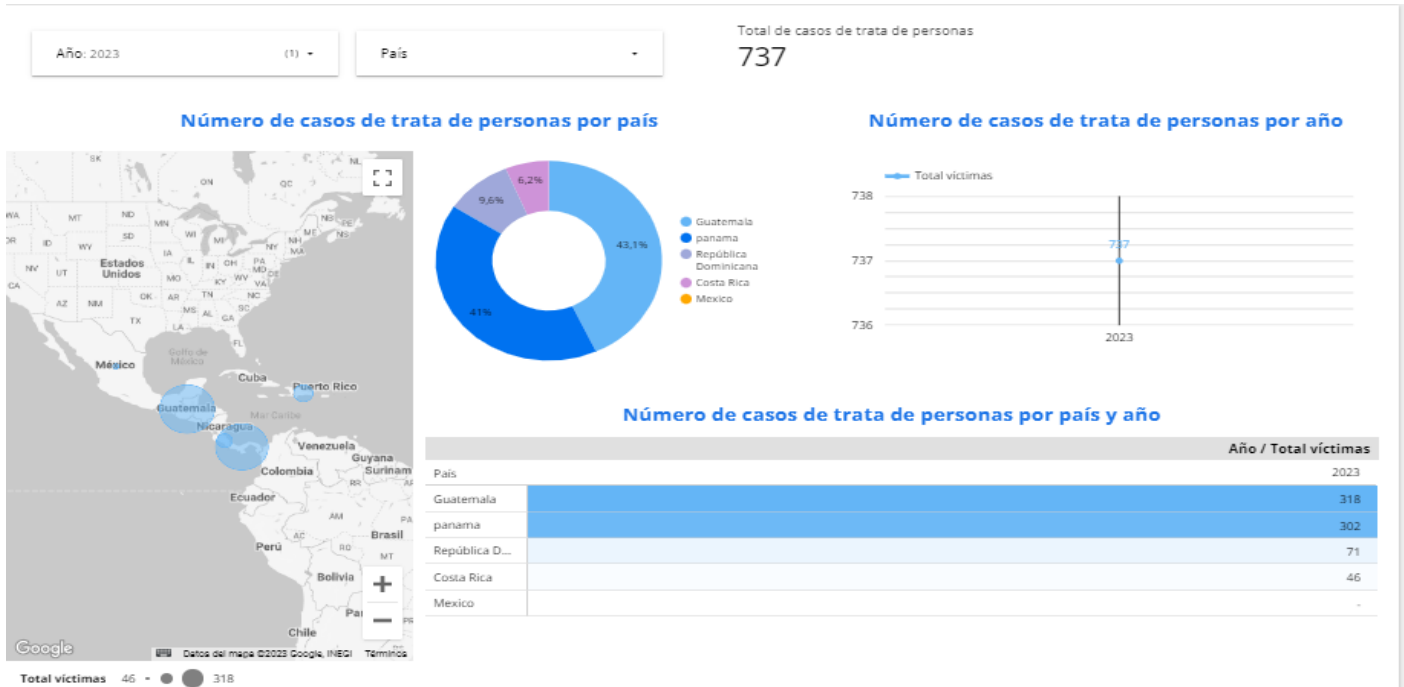 Total de casos de trata de personas
Año: 2023 (1)
País
737
Número de casos de trata de personas por país
Número de casos de trata de personas por año
SK
NL
ON
QC
WA
MT
ND
MN
NB
PE
OR
ID
SD
WI
MI
ME
NS
WY
NY
NH
MA
IA
Estados
Unidos
NV
UT
IL
IN
OH
PA
MD
DE
CA
MO
KY
WV
VA
AZ
NM
OK
AR
TN
NC
MS
AL
SC
GA
TX
LA
FL
Golfo de
México
México
Cuba
Puerto Rico
Guatemala
Mar Caribe
Nicaragua
Venezuela
Guyana
Colombia
Surinam
RR
Ecuador
AM
PA
AC
Brasil
Perú
RO
MT
Bolivia
Chile
+
−
Google
Datos del mapa ©2023 Google, INEGI
Términos
Total víctimas 46 - 318
6,2%
9,6%
43,1%
41%
Guatemala
panama
República
Dominicana
Costa Rica
Mexico
Total víctimas
738
737
737
736
2023
Número de casos de trata de personas por país y año
Año / Total víctimas
País 2023
Guatemala 318
panama 302
República D... 71
Costa Rica 46
Mexico -